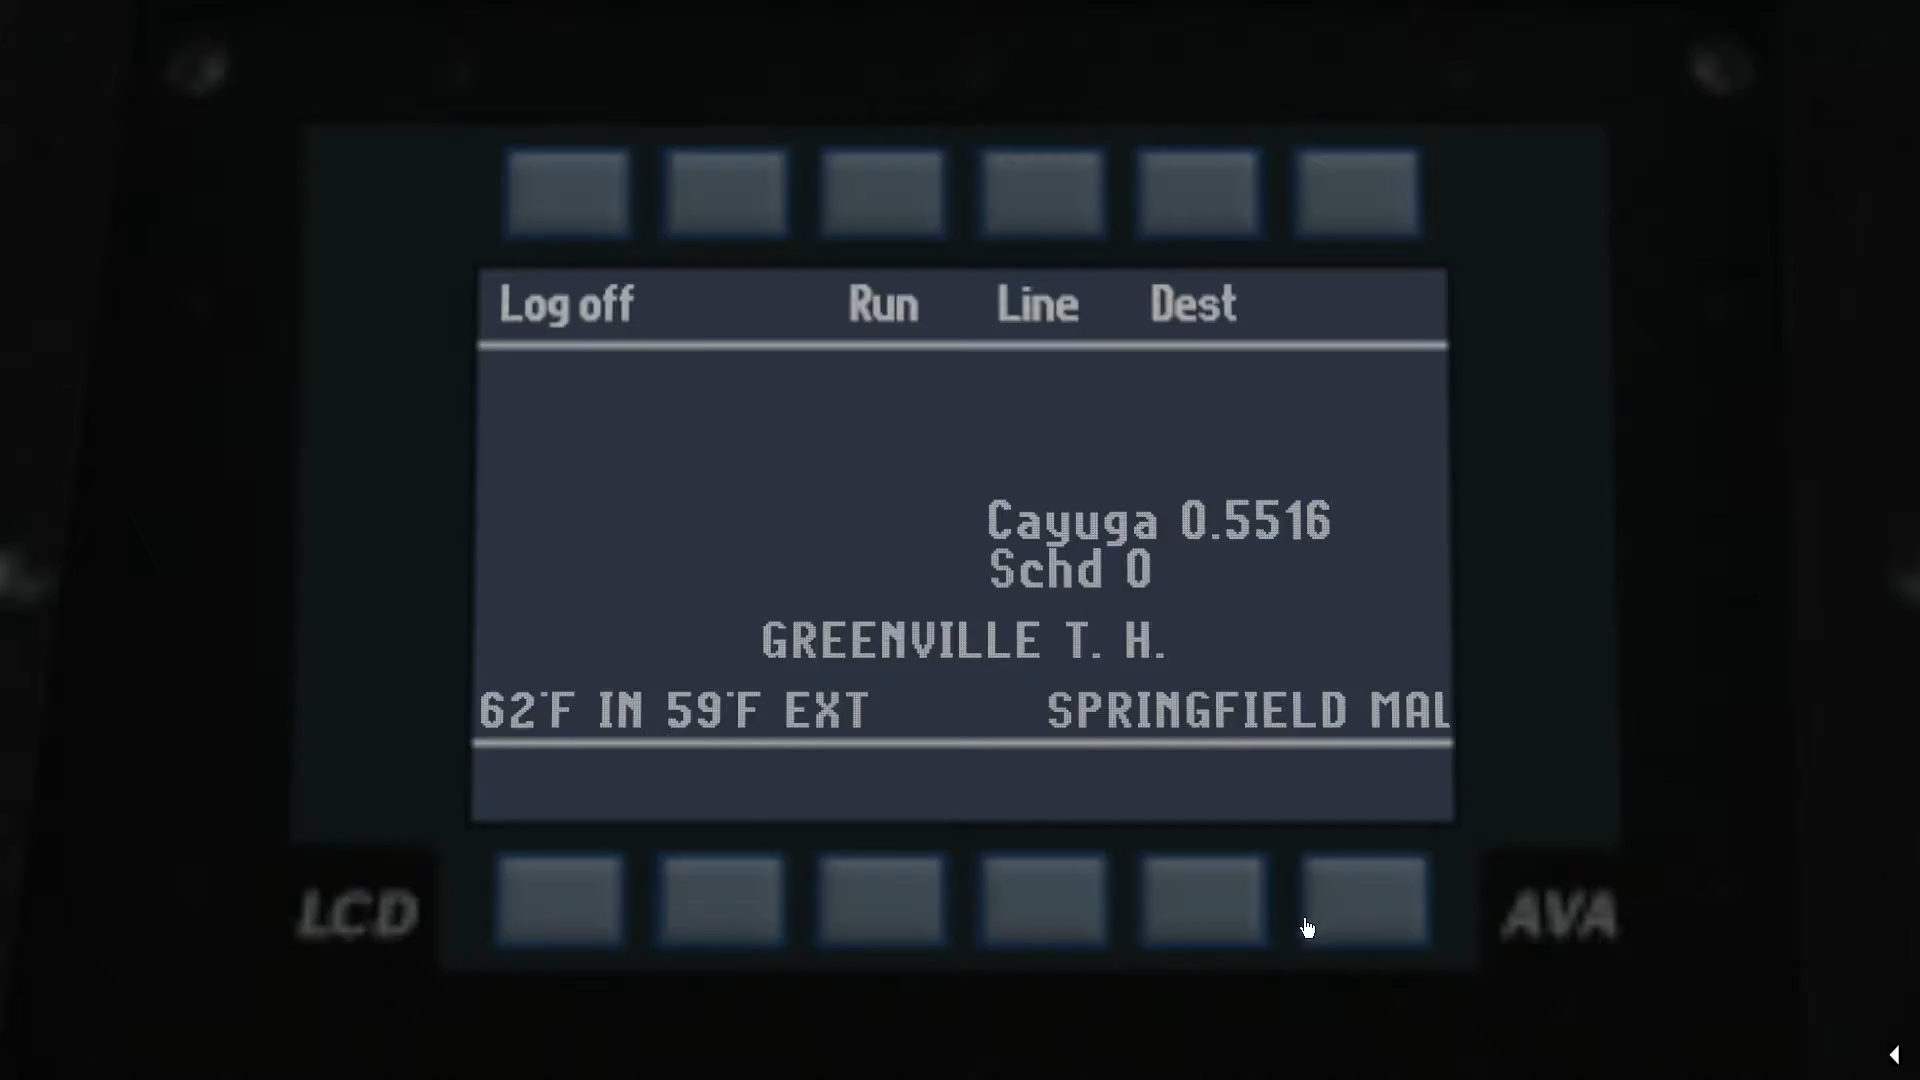 Log off Run Line Dest
Cayuga 0.5516
Schd 0
GREENVILLE T. H.
62°F IN 59°F EXT SPRINGFIELD MAL
LCD AVA